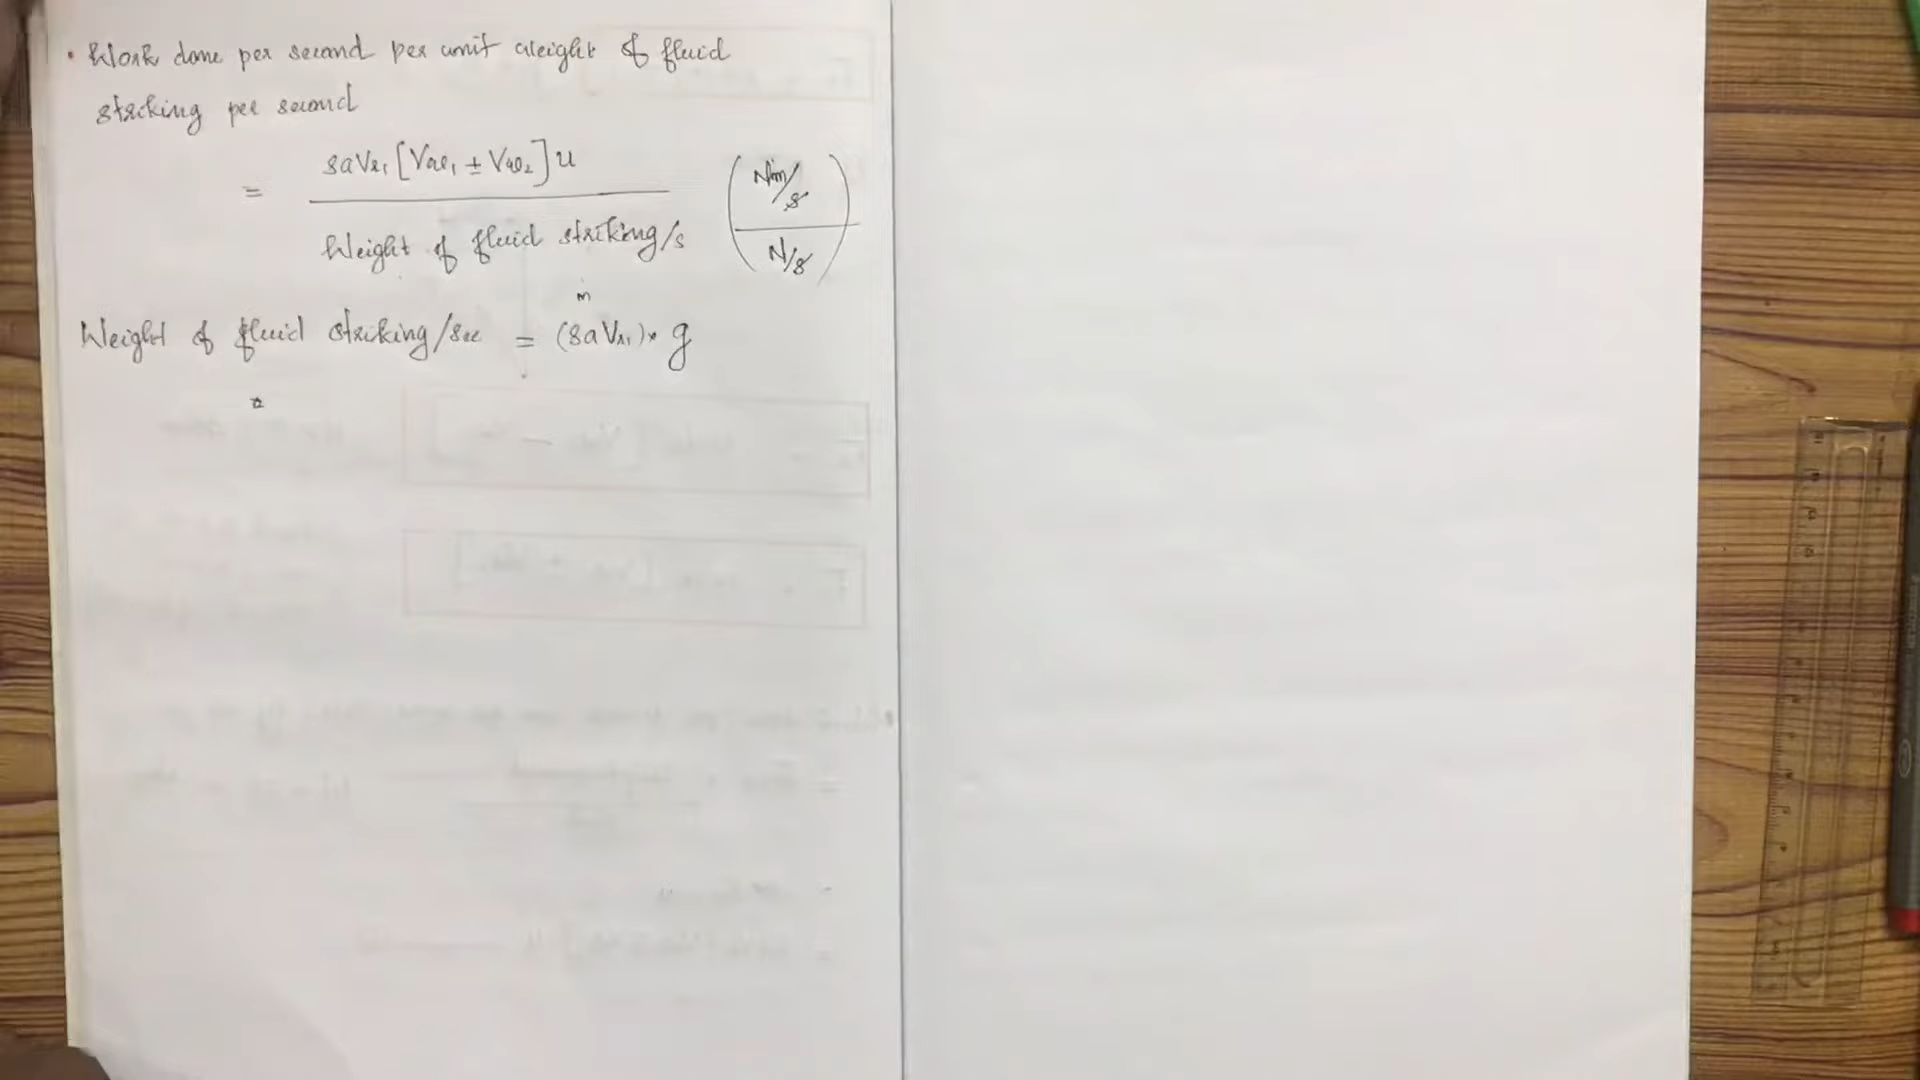 • Work done per second per unit weight of fluid
striking per second
= ρaVr₁[Vw₁ ± Vw₂]u / Weight of fluid striking/s (Nm/s / N/s)
ṁ
Weight of fluid striking/sec = (ρaVr₁) × g